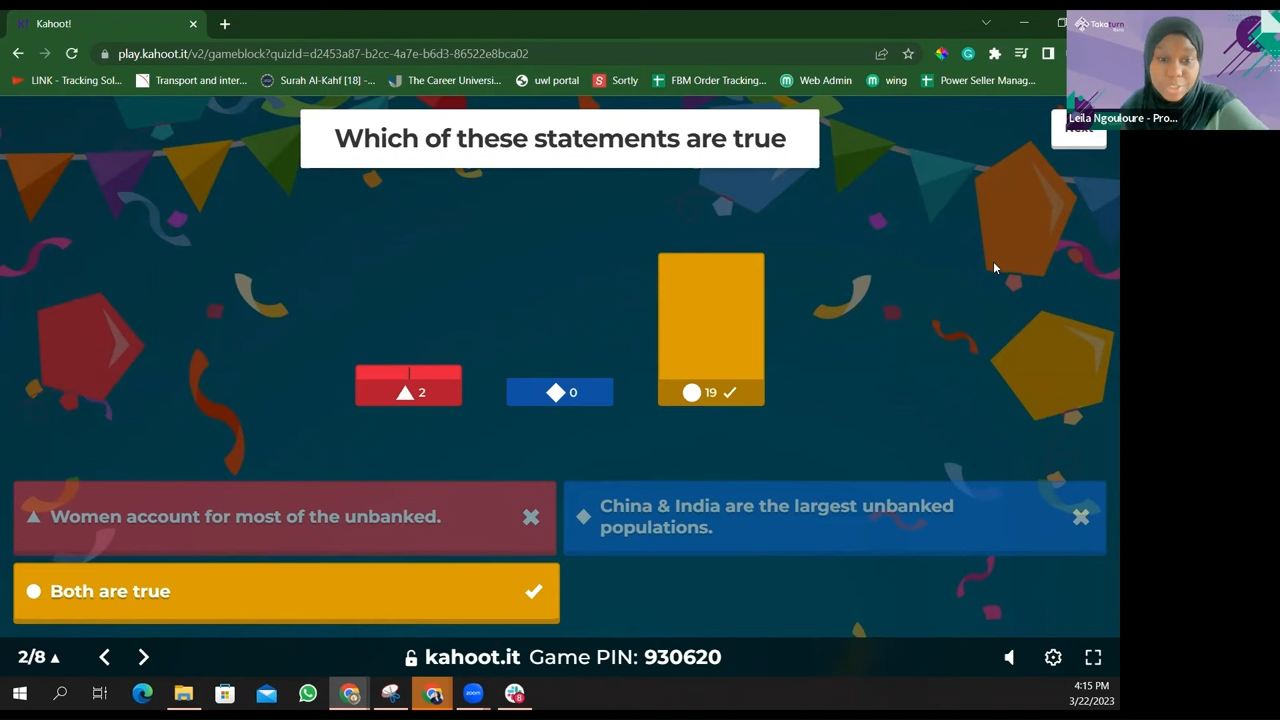 Kahoot!
play.kahoot.it/v2/gameblock?quizId=d2453a87-b2cc-4a7e-b6d3-86522e8bca02
LINK - Tracking Sol...
Transport and inter...
Surah Al-Kahf [18] -...
The Career Universi...
uwl portal
Sortly
FBM Order Tracking...
Web Admin
wing
Power Seller Manag...
Takaturn
Leila Ngouloure - Pro...
Next
Which of these statements are true
2
0
19
Women account for most of the unbanked.
China & India are the largest unbanked
populations.
Both are true
2/8
kahoot.it Game PIN: 930620
4:15 PM
3/22/2023